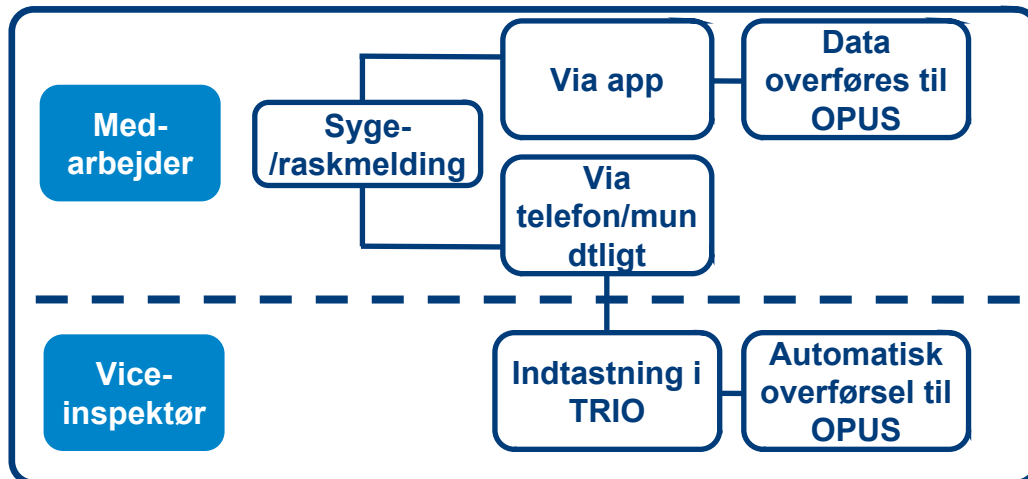 Med-
arbejder
Syge-
/raskmelding
Via app
Data
overføres til
OPUS
Via
telefon/mun
dtligt
Vice-
inspektør
Indtastning i
TRIO
Automatisk
overførsel til
OPUS